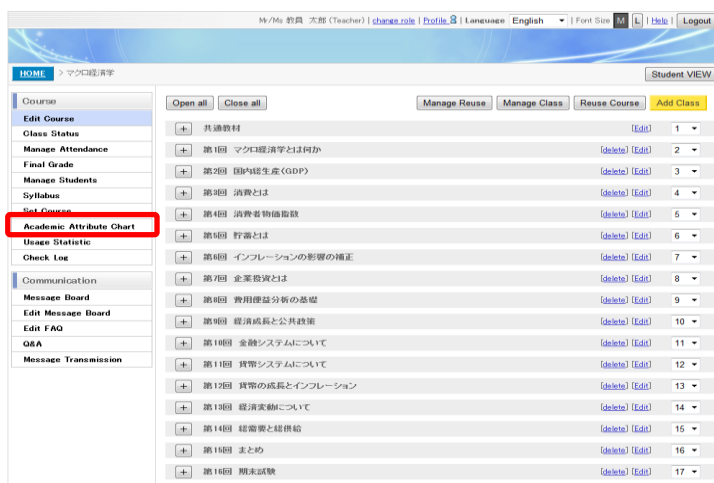 Mr/Ms 教員 太郎 (Teacher) | change role | Profile | Language English | Font Size M L | Help | Logout
HOME > マクロ経済学 Student VIEW
Course
Edit Course
Class Status
Manage Attendance
Final Grade
Manage Students
Syllabus
Set Course
Academic Attribute Chart
Usage Statistic
Check Log
Communication
Message Board
Edit Message Board
Edit FAQ
Q&A
Message Transmission
Open all Close all Manage Reuse Manage Class Reuse Course Add Class
+ 共通教材 [Edit] 1
+ 第1回 マクロ経済学とは何か [delete] [Edit] 2
+ 第2回 国内総生産(GDP) [delete] [Edit] 3
+ 第3回 消費とは [delete] [Edit] 4
+ 第4回 消費者物価指数 [delete] [Edit] 5
+ 第5回 貯蓄とは [delete] [Edit] 6
+ 第6回 インフレーションの影響の補正 [delete] [Edit] 7
+ 第7回 企業投資とは [delete] [Edit] 8
+ 第8回 費用便益分析の基礎 [delete] [Edit] 9
+ 第9回 経済成長と公共政策 [delete] [Edit] 10
+ 第10回 金融システムについて [delete] [Edit] 11
+ 第11回 貨幣システムについて [delete] [Edit] 12
+ 第12回 貨幣の成長とインフレーション [delete] [Edit] 13
+ 第13回 経済変動について [delete] [Edit] 14
+ 第14回 総需要と総供給 [delete] [Edit] 15
+ 第15回 まとめ [delete] [Edit] 16
+ 第16回 期末試験 [delete] [Edit] 17